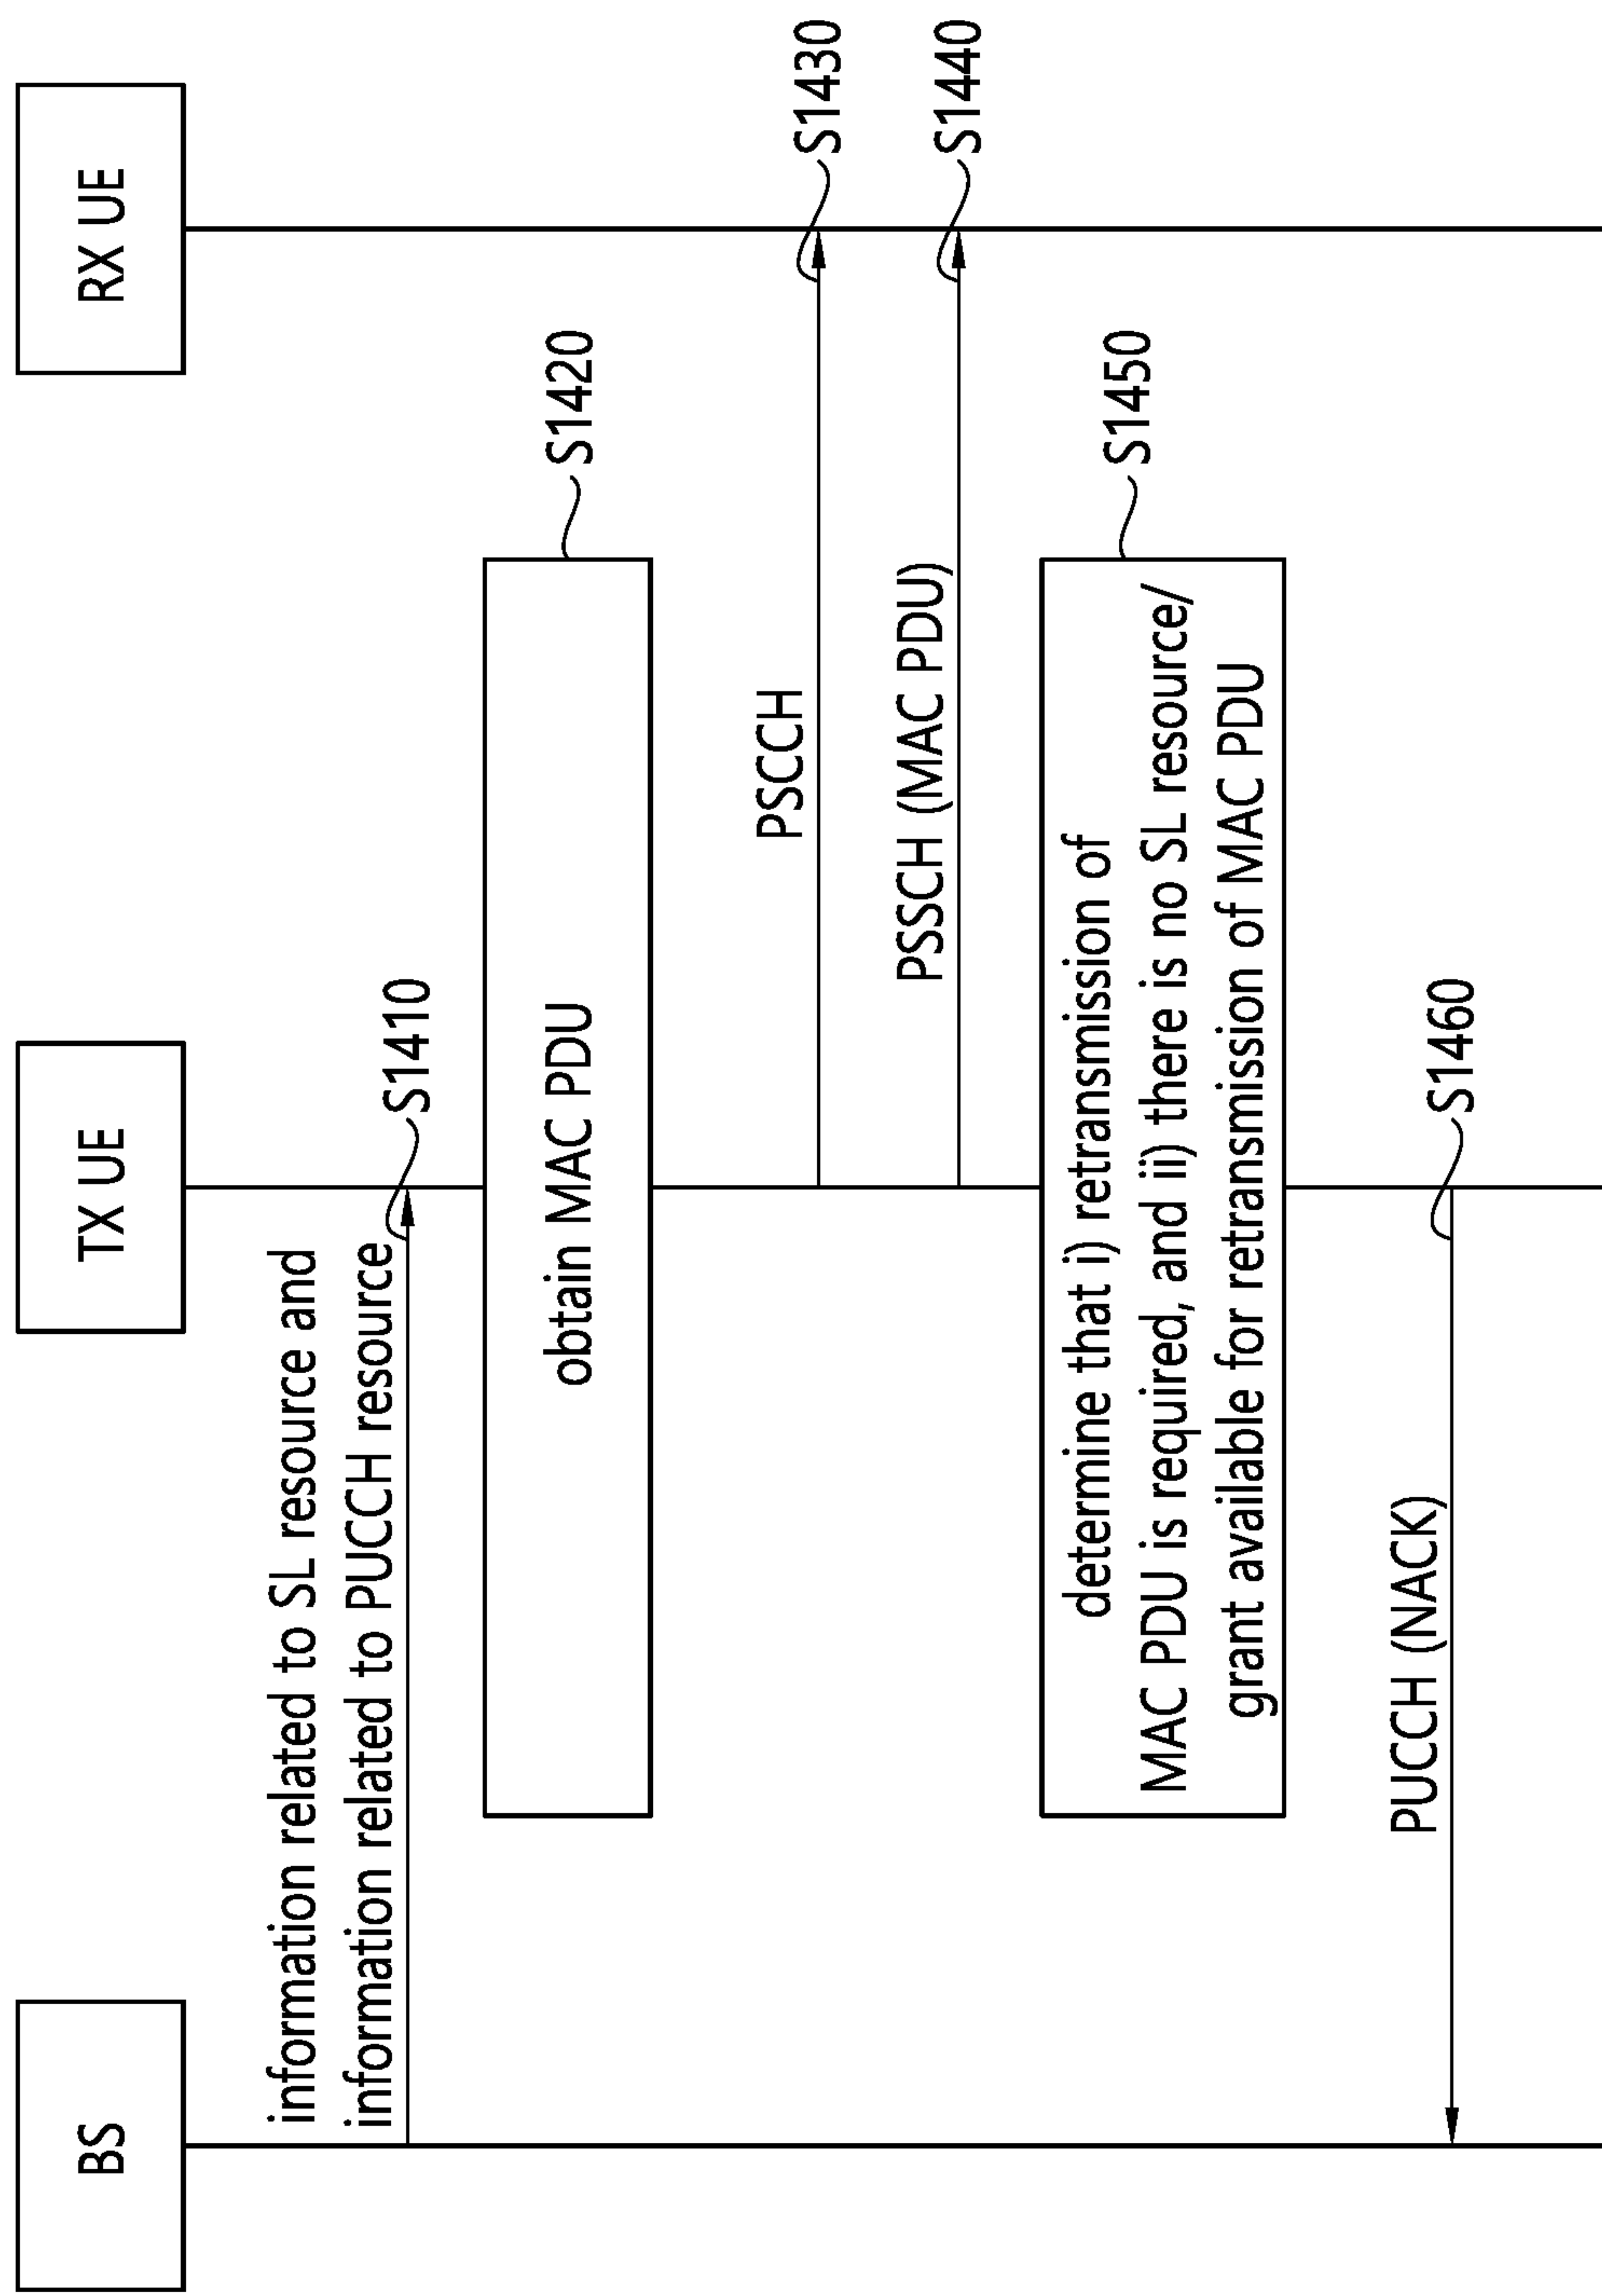 BS
TX UE
RX UE
information related to SL resource and
information related to PUCCH resource
S1410
obtain MAC PDU
S1420
PSCCH
S1430
PSSCH (MAC PDU)
S1440
determine that i) retransmission of
MAC PDU is required, and ii) there is no SL resource/
grant available for retransmission of MAC PDU
S1450
PUCCH (NACK)
S1460